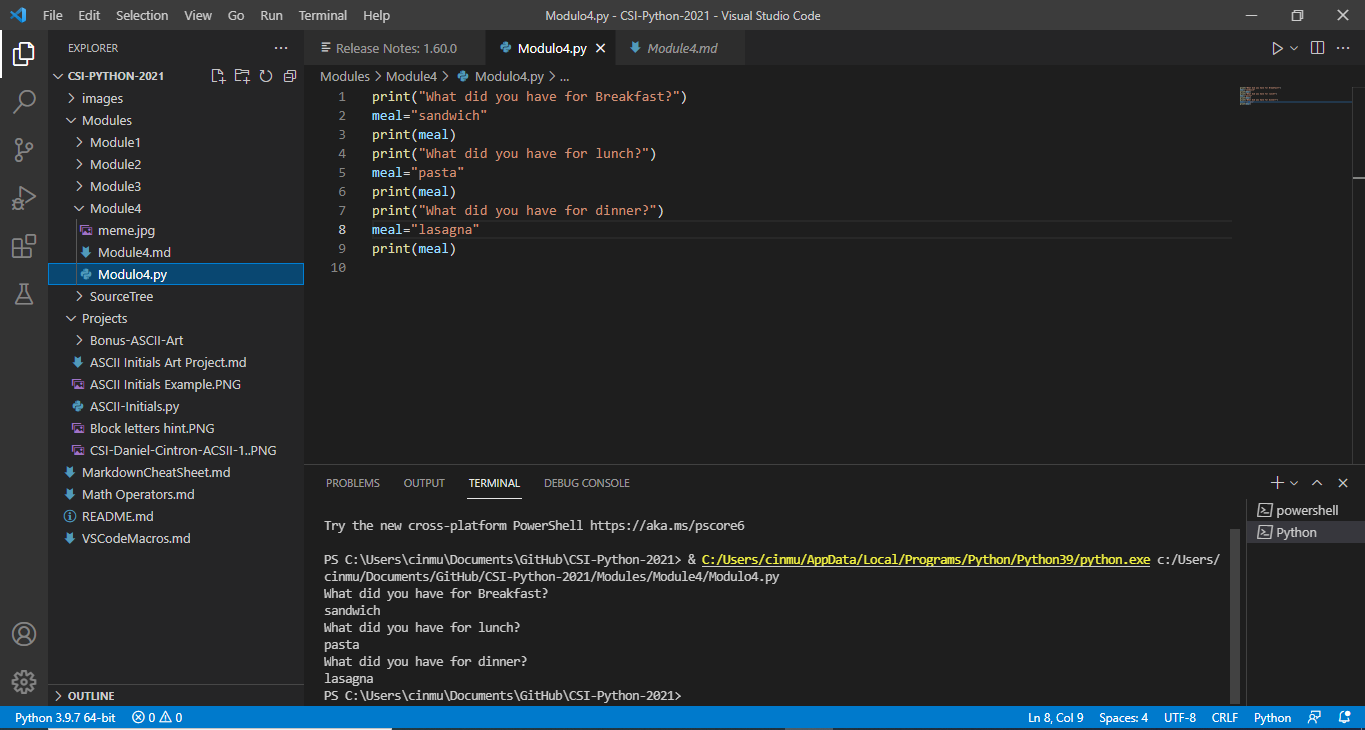 File Edit Selection View Go Run Terminal Help Modulo4.py - CSI-Python-2021 - Visual Studio Code
EXPLORER
Release Notes: 1.60.0 Modulo4.py Module4.md
CSI-PYTHON-2021
images
Modules
Module1
Module2
Module3
Module4
meme.jpg
Module4.md
Modulo4.py
SourceTree
Projects
Bonus-ASCII-Art
ASCII Initials Art Project.md
ASCII Initials Example.PNG
ASCII-Initials.py
Block letters hint.PNG
CSI-Daniel-Cintron-ACSII-1..PNG
MarkdownCheatSheet.md
Math Operators.md
README.md
VSCodeMacros.md
OUTLINE
Modules > Module4 > Modulo4.py > ...
1 print("What did you have for Breakfast?")
2 meal="sandwich"
3 print(meal)
4 print("What did you have for lunch?")
5 meal="pasta"
6 print(meal)
7 print("What did you have for dinner?")
8 meal="lasagna"
9 print(meal)
10
PROBLEMS OUTPUT TERMINAL DEBUG CONSOLE
powershell
Python
Try the new cross-platform PowerShell https://aka.ms/pscore6
PS C:\Users\cinmu\Documents\GitHub\CSI-Python-2021> & C:/Users/cinmu/AppData/Local/Programs/Python/Python39/python.exe c:/Users/
cinmu/Documents/GitHub/CSI-Python-2021/Modules/Module4/Modulo4.py
What did you have for Breakfast?
sandwich
What did you have for lunch?
pasta
What did you have for dinner?
lasagna
PS C:\Users\cinmu\Documents\GitHub\CSI-Python-2021>
Python 3.9.7 64-bit 0 0 Ln 8, Col 9 Spaces: 4 UTF-8 CRLF Python